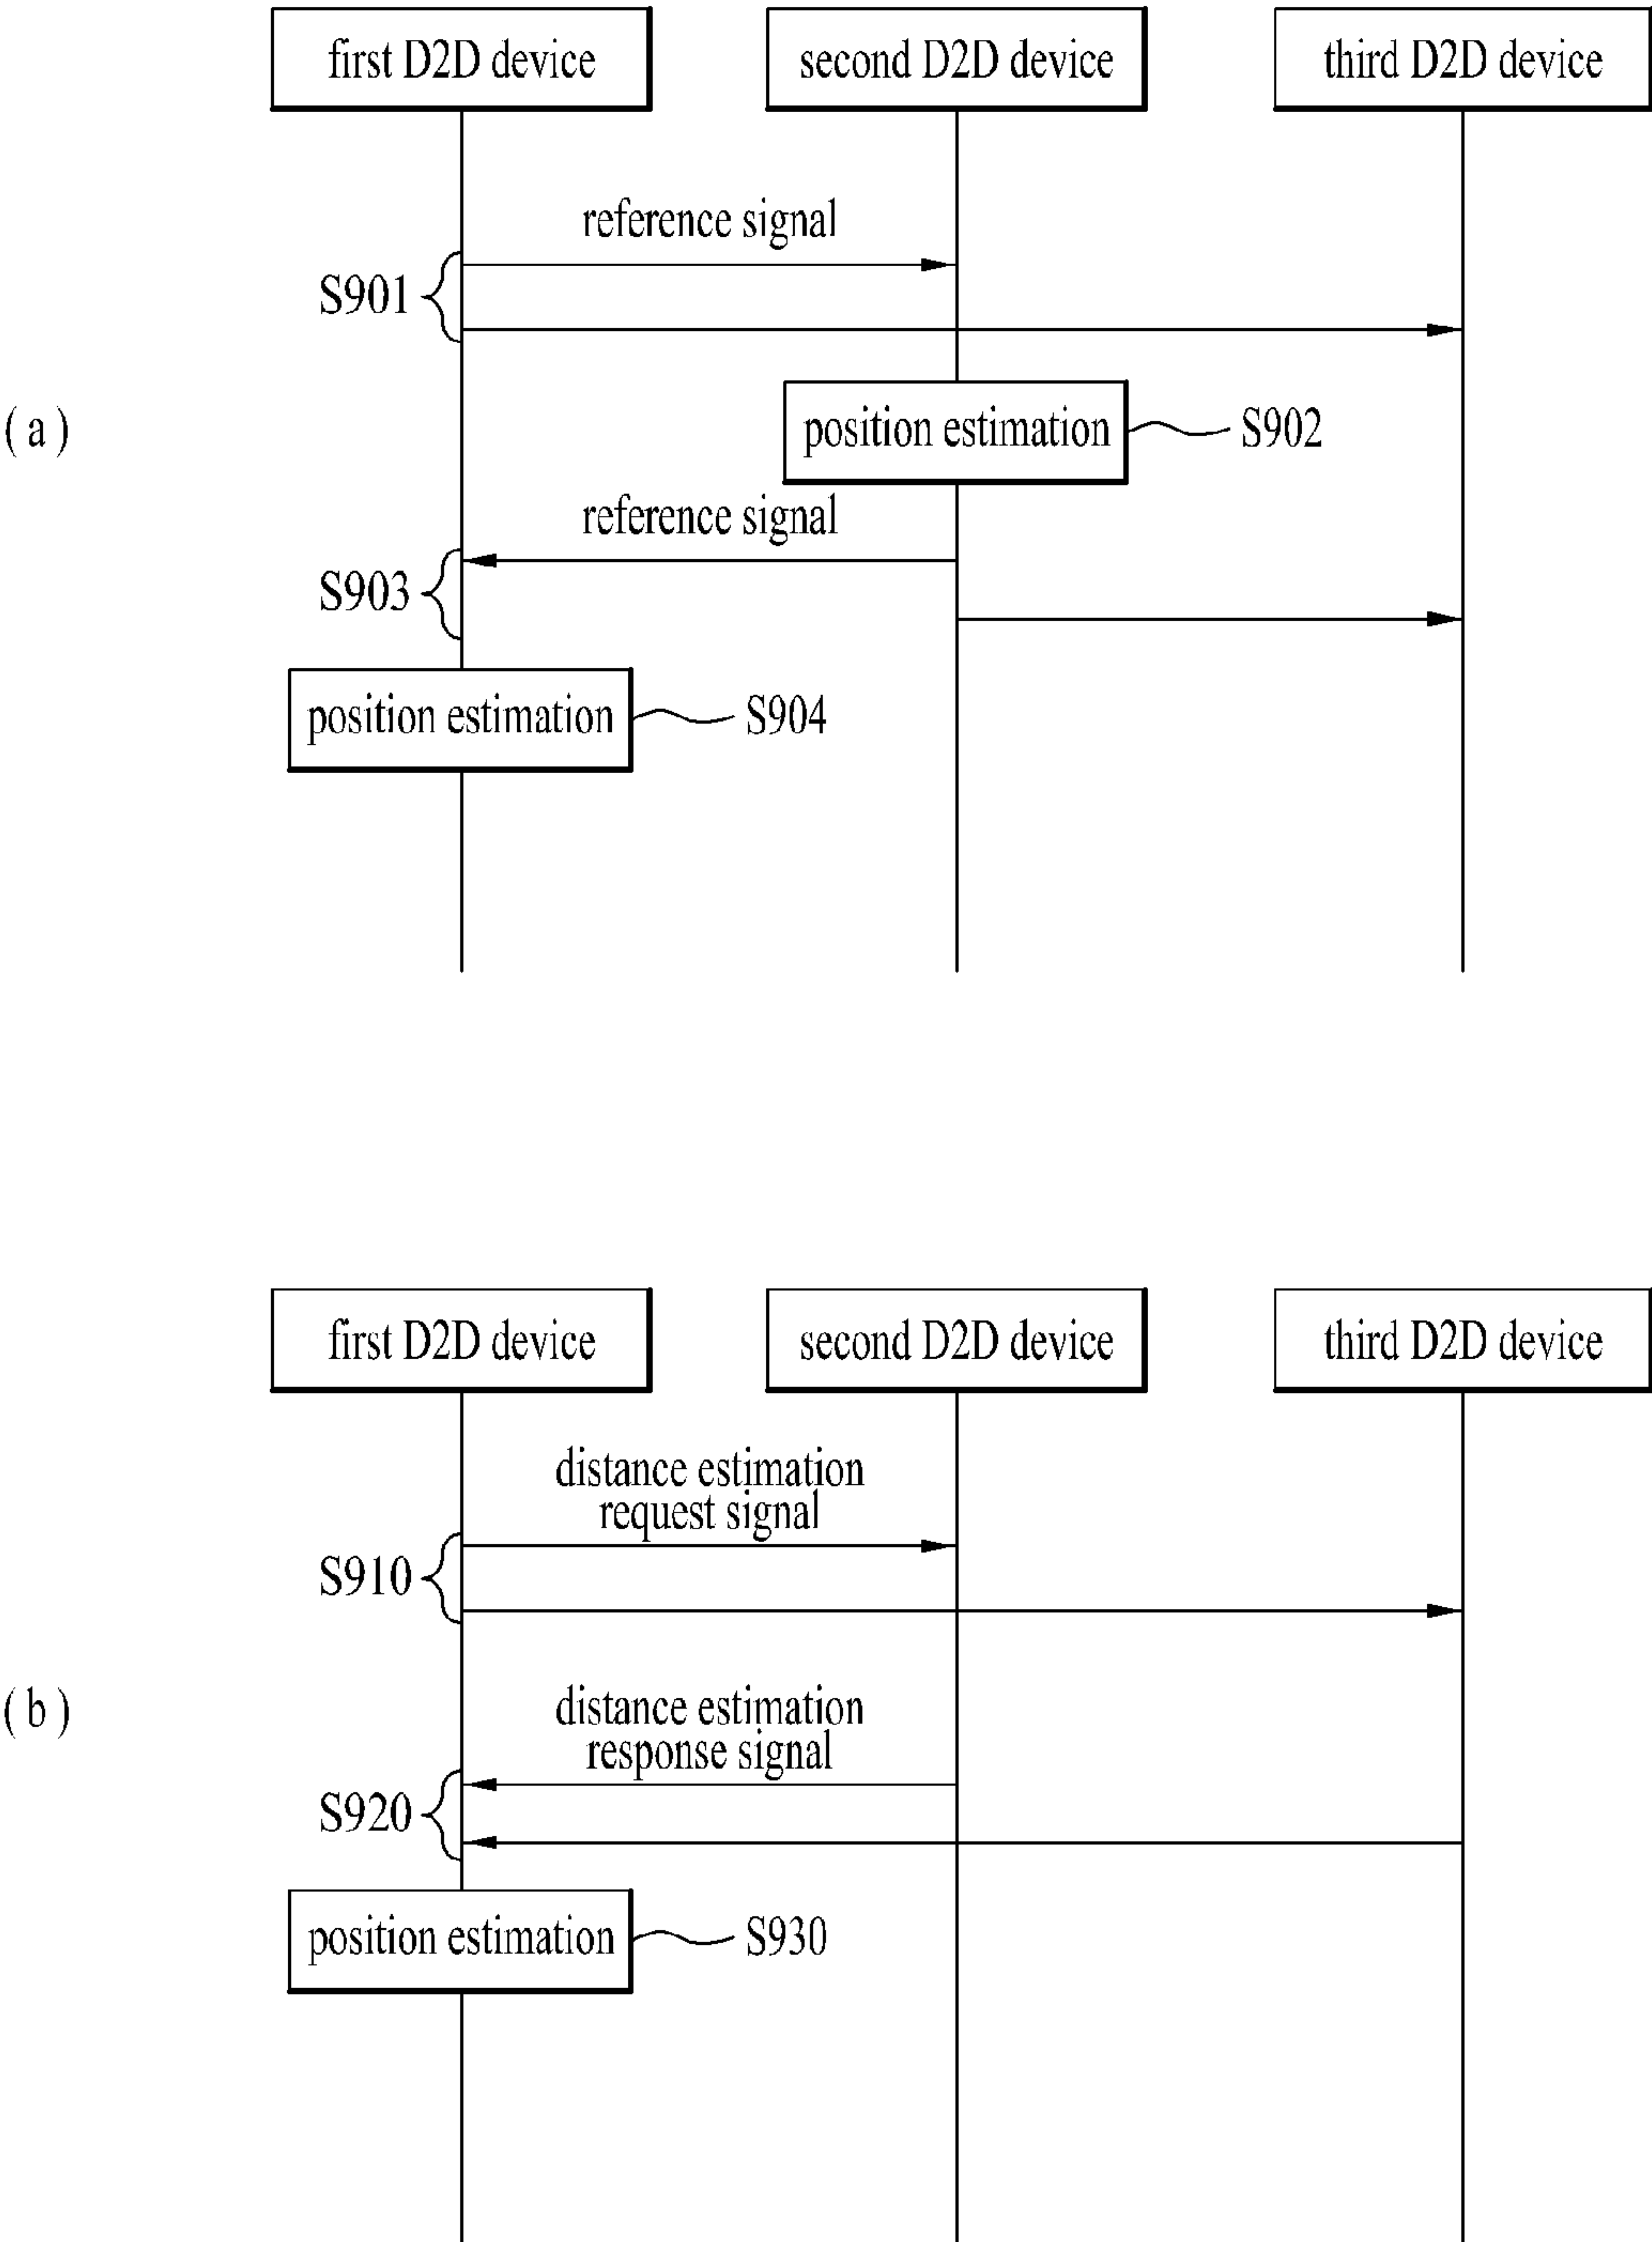 first D2D device
second D2D device
third D2D device
reference signal
S901
(a)
position estimation
S902
reference signal
S903
position estimation
S904
first D2D device
second D2D device
third D2D device
distance estimation
request signal
S910
(b)
distance estimation
response signal
S920
position estimation
S930